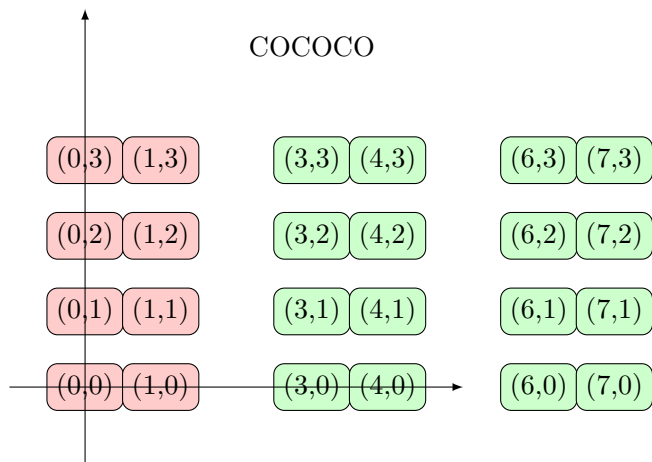 COCOCO
(0,3) (1,3) (3,3) (4,3) (6,3) (7,3)
(0,2) (1,2) (3,2) (4,2) (6,2) (7,2)
(0,1) (1,1) (3,1) (4,1) (6,1) (7,1)
(0,0) (1,0) (3,0) (4,0) (6,0) (7,0)